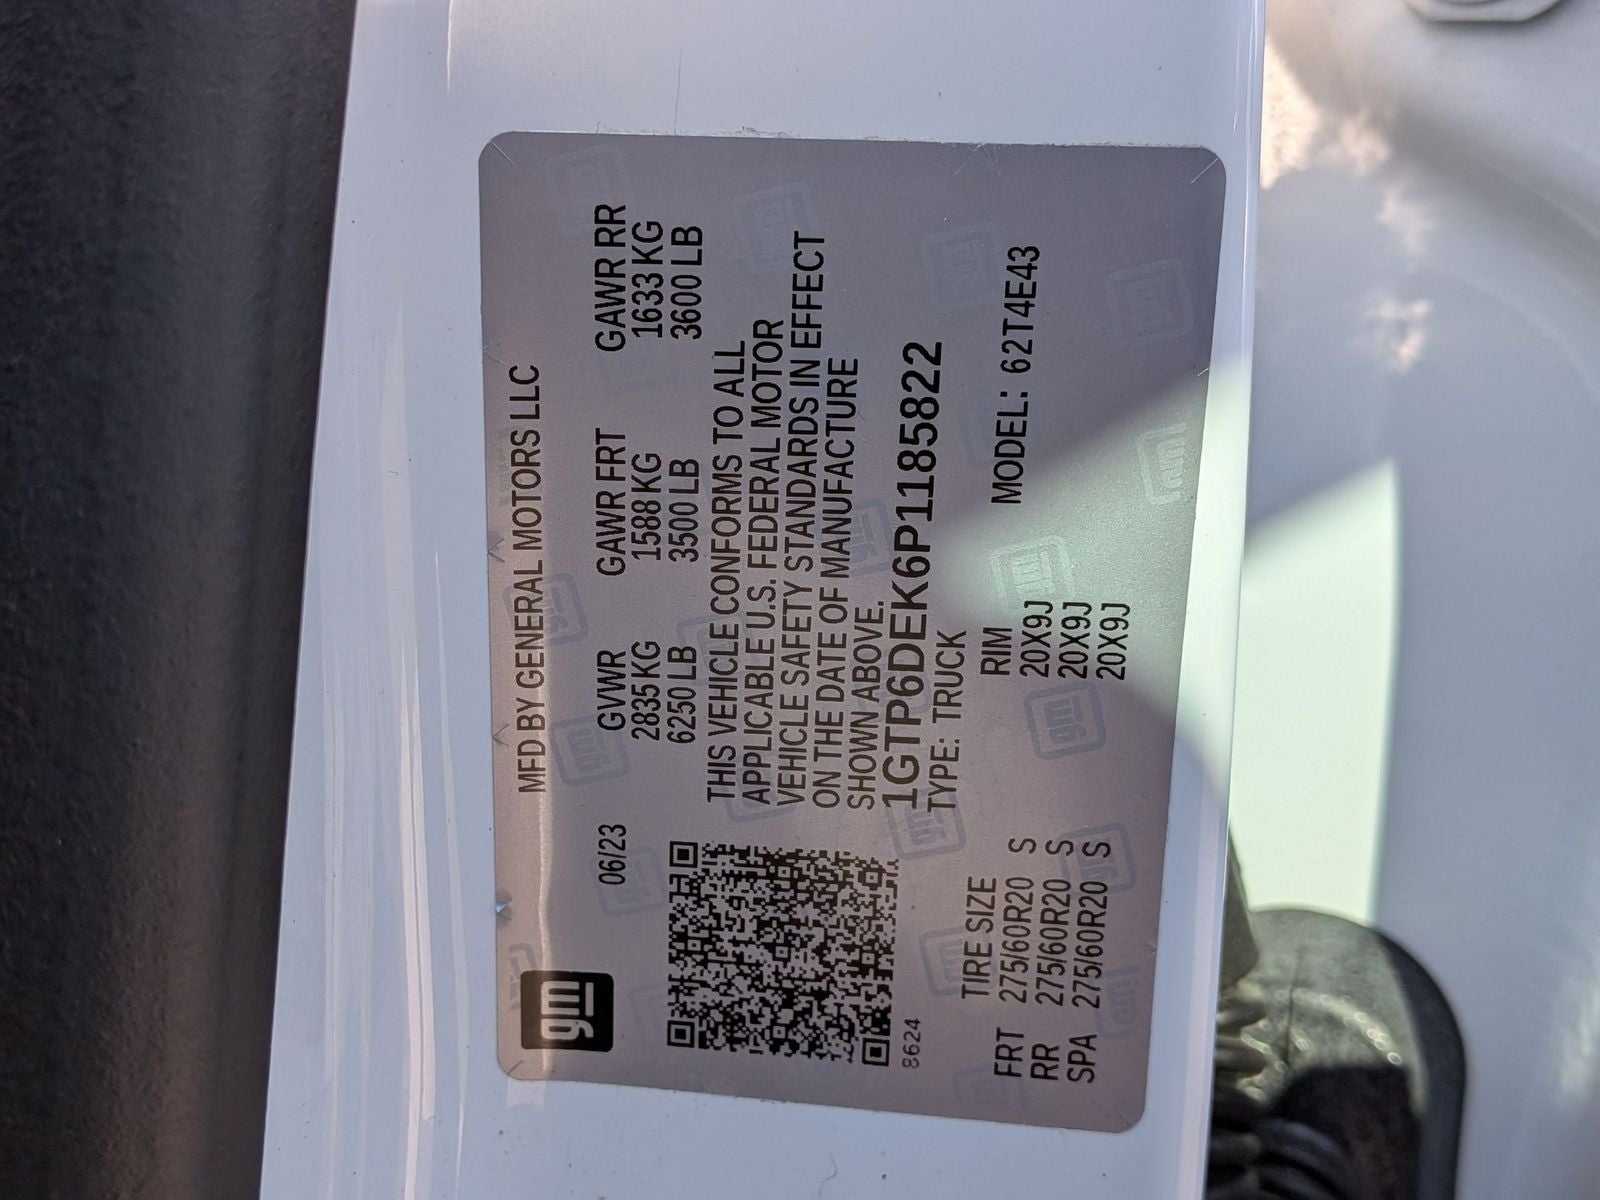 gm
MFD BY GENERAL MOTORS LLC
06/23
GVWR GAWR FRT GAWR RR
2835 KG 1588 KG 1633 KG
6250 LB 3500 LB 3600 LB
THIS VEHICLE CONFORMS TO ALL
APPLICABLE U.S. FEDERAL MOTOR
VEHICLE SAFETY STANDARDS IN EFFECT
ON THE DATE OF MANUFACTURE
SHOWN ABOVE.
1GTP6DEK6P1185822
TYPE: TRUCK
8624
MODEL: 62T4E43
TIRE SIZE RIM
FRT 275/60R20 S 20X9J
RR 275/60R20 S 20X9J
SPA 275/60R20 S 20X9J